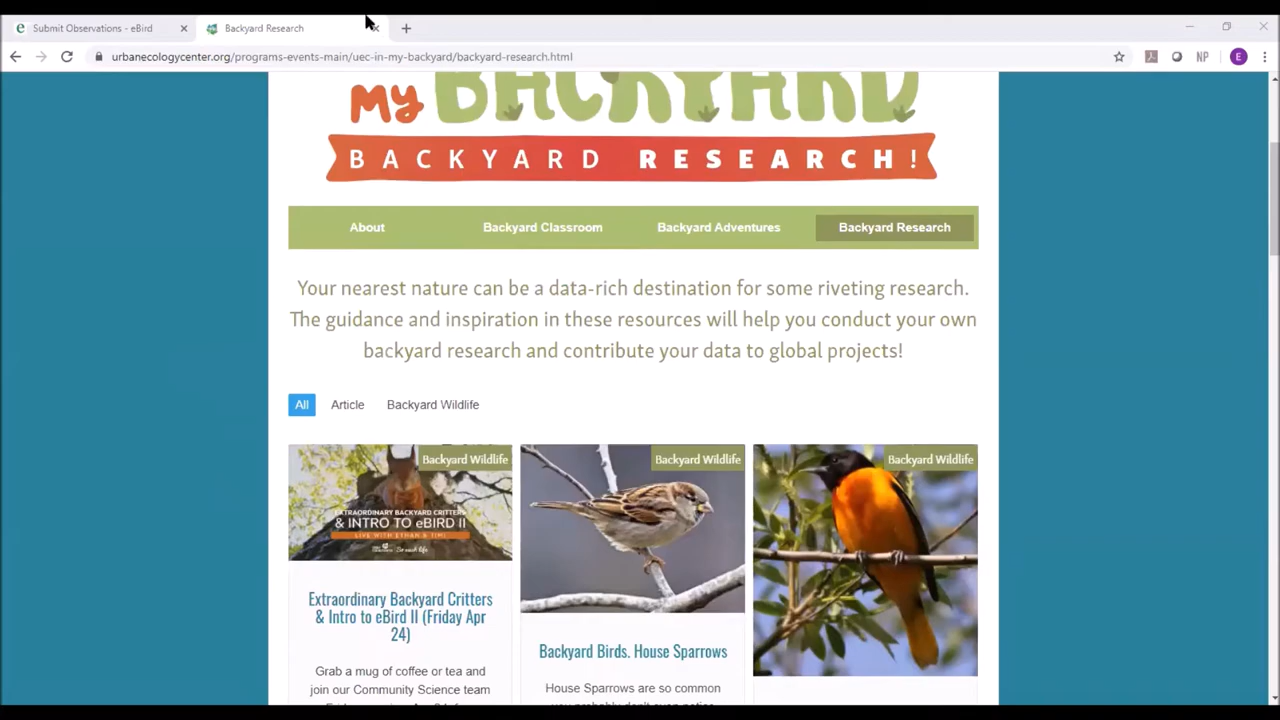 Submit Observations - eBird
Backyard Research
urbanecologycenter.org/programs-events-main/uec-in-my-backyard/backyard-research.html
NP
E
my BACKYARD
BACKYARD RESEARCH!
About Backyard Classroom Backyard Adventures Backyard Research
Your nearest nature can be a data-rich destination for some riveting research.
The guidance and inspiration in these resources will help you conduct your own
backyard research and contribute your data to global projects!
All Article Backyard Wildlife
Backyard Wildlife
EXTRAORDINARY BACKYARD CRITTERS
& INTRO TO eBIRD II
LIVE WITH ETHAN & TIM!
Extraordinary Backyard Critters
& Intro to eBird II (Friday Apr
24)
Grab a mug of coffee or tea and
join our Community Science team
Backyard Wildlife
Backyard Birds. House Sparrows
House Sparrows are so common
Backyard Wildlife